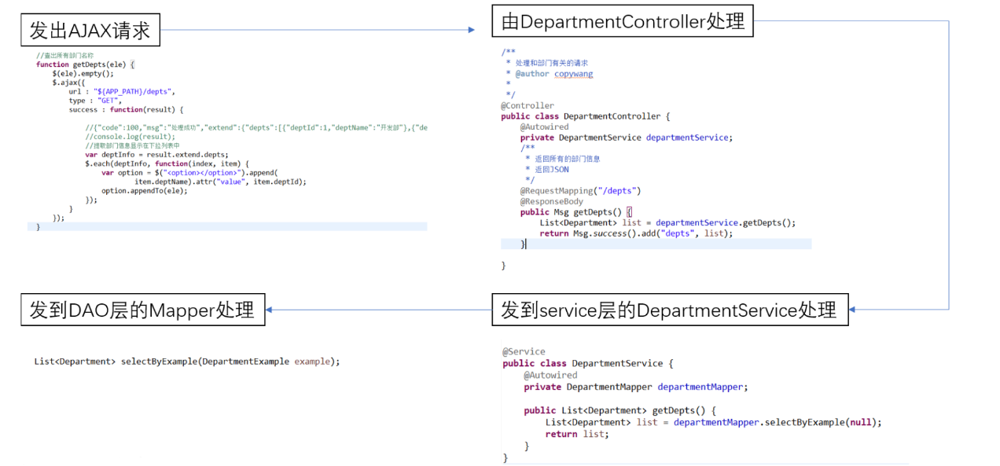 发出AJAX请求
//查出所有部门名称
function getDepts(ele) {
$(ele).empty();
$.ajax({
url : "${APP_PATH}/depts",
type : "GET",
success : function(result) {
//{"code":100,"msg":"处理成功","extend":{"depts":[{"deptId":1,"deptName":"开发部"},{"de
//console.log(result);
//提取部门信息显示在下拉列表中
var deptInfo = result.extend.depts;
$.each(deptInfo, function(index, item) {
var option = $("<option></option>").append(
item.deptName).attr("value", item.deptId);
option.appendTo(ele);
});
}
});
}
由DepartmentController处理
/**
* 处理和部门有关的请求
* @author copywang
*
*/
@Controller
public class DepartmentController {
@Autowired
private DepartmentService departmentService;
/**
* 返回所有的部门信息
* 返回JSON
*/
@RequestMapping("/depts")
@ResponseBody
public Msg getDepts() {
List<Department> list = departmentService.getDepts();
return Msg.success().add("depts", list);
}
}
发到service层的DepartmentService处理
@Service
public class DepartmentService {
@Autowired
private DepartmentMapper departmentMapper;
public List<Department> getDepts() {
List<Department> list = departmentMapper.selectByExample(null);
return list;
}
}
发到DAO层的Mapper处理
List<Department> selectByExample(DepartmentExample example);